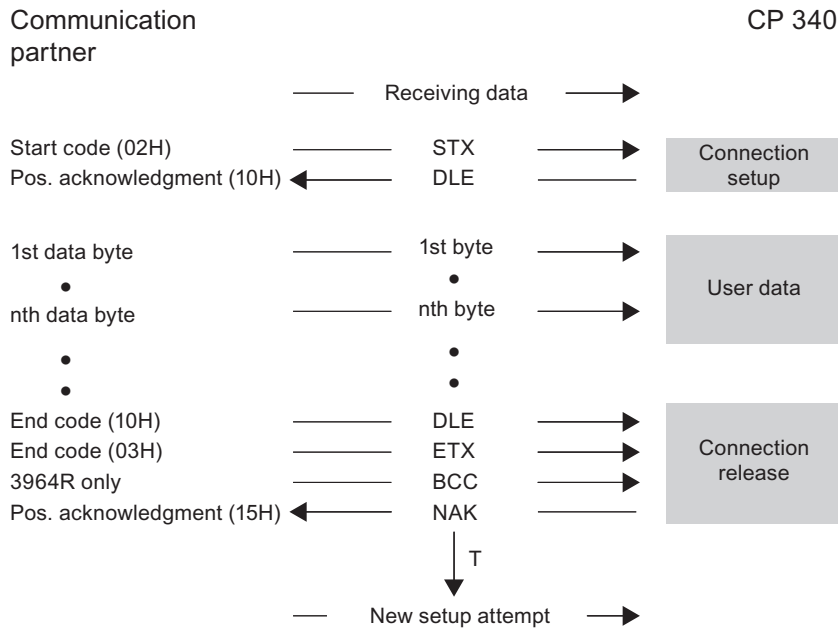 Communication partner CP 340
Receiving data
Start code (02H) STX Connection
Pos. acknowledgment (10H) DLE setup
1st data byte 1st byte
User data
nth data byte nth byte
End code (10H) DLE
End code (03H) ETX Connection
3964R only BCC release
Pos. acknowledgment (15H) NAK
T
New setup attempt